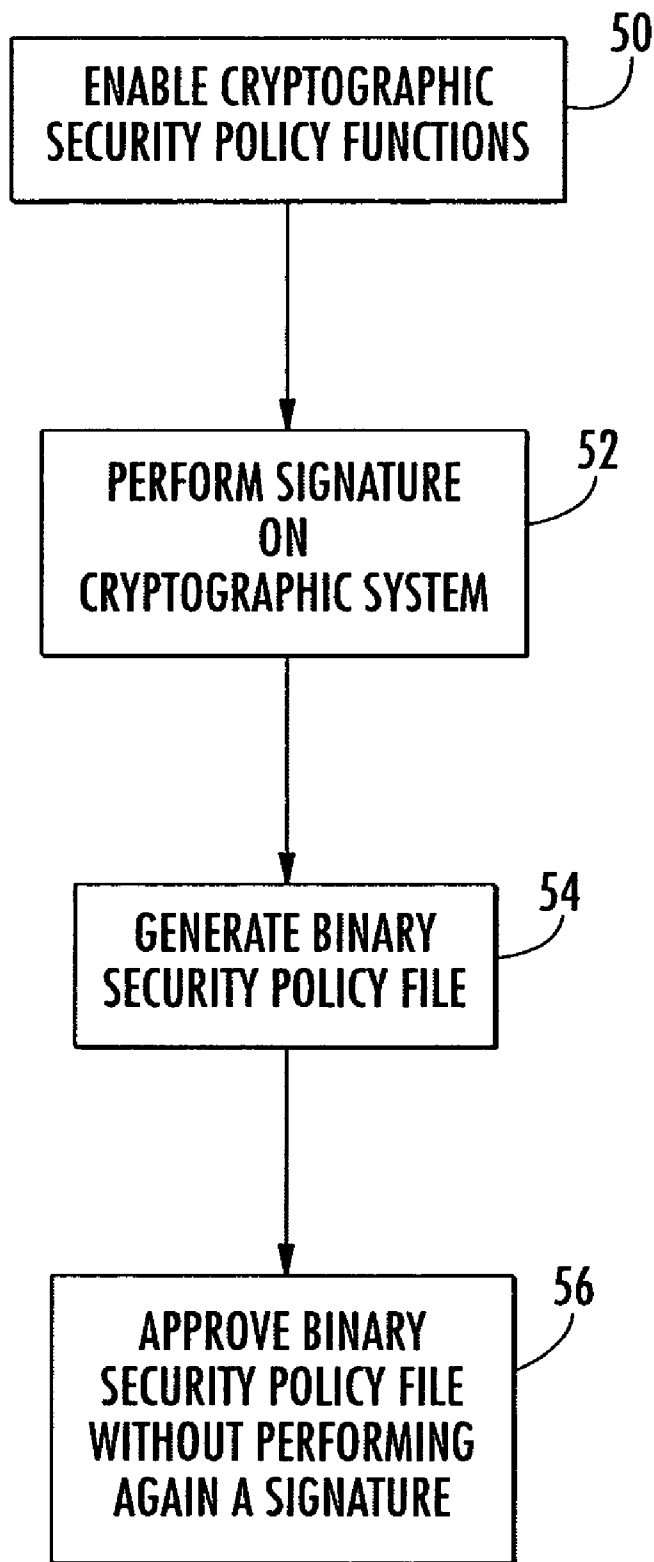 50
ENABLE CRYPTOGRAPHIC
SECURITY POLICY FUNCTIONS
52
PERFORM SIGNATURE
ON
CRYPTOGRAPHIC SYSTEM
54
GENERATE BINARY
SECURITY POLICY FILE
56
APPROVE BINARY
SECURITY POLICY FILE
WITHOUT PERFORMING
AGAIN A SIGNATURE